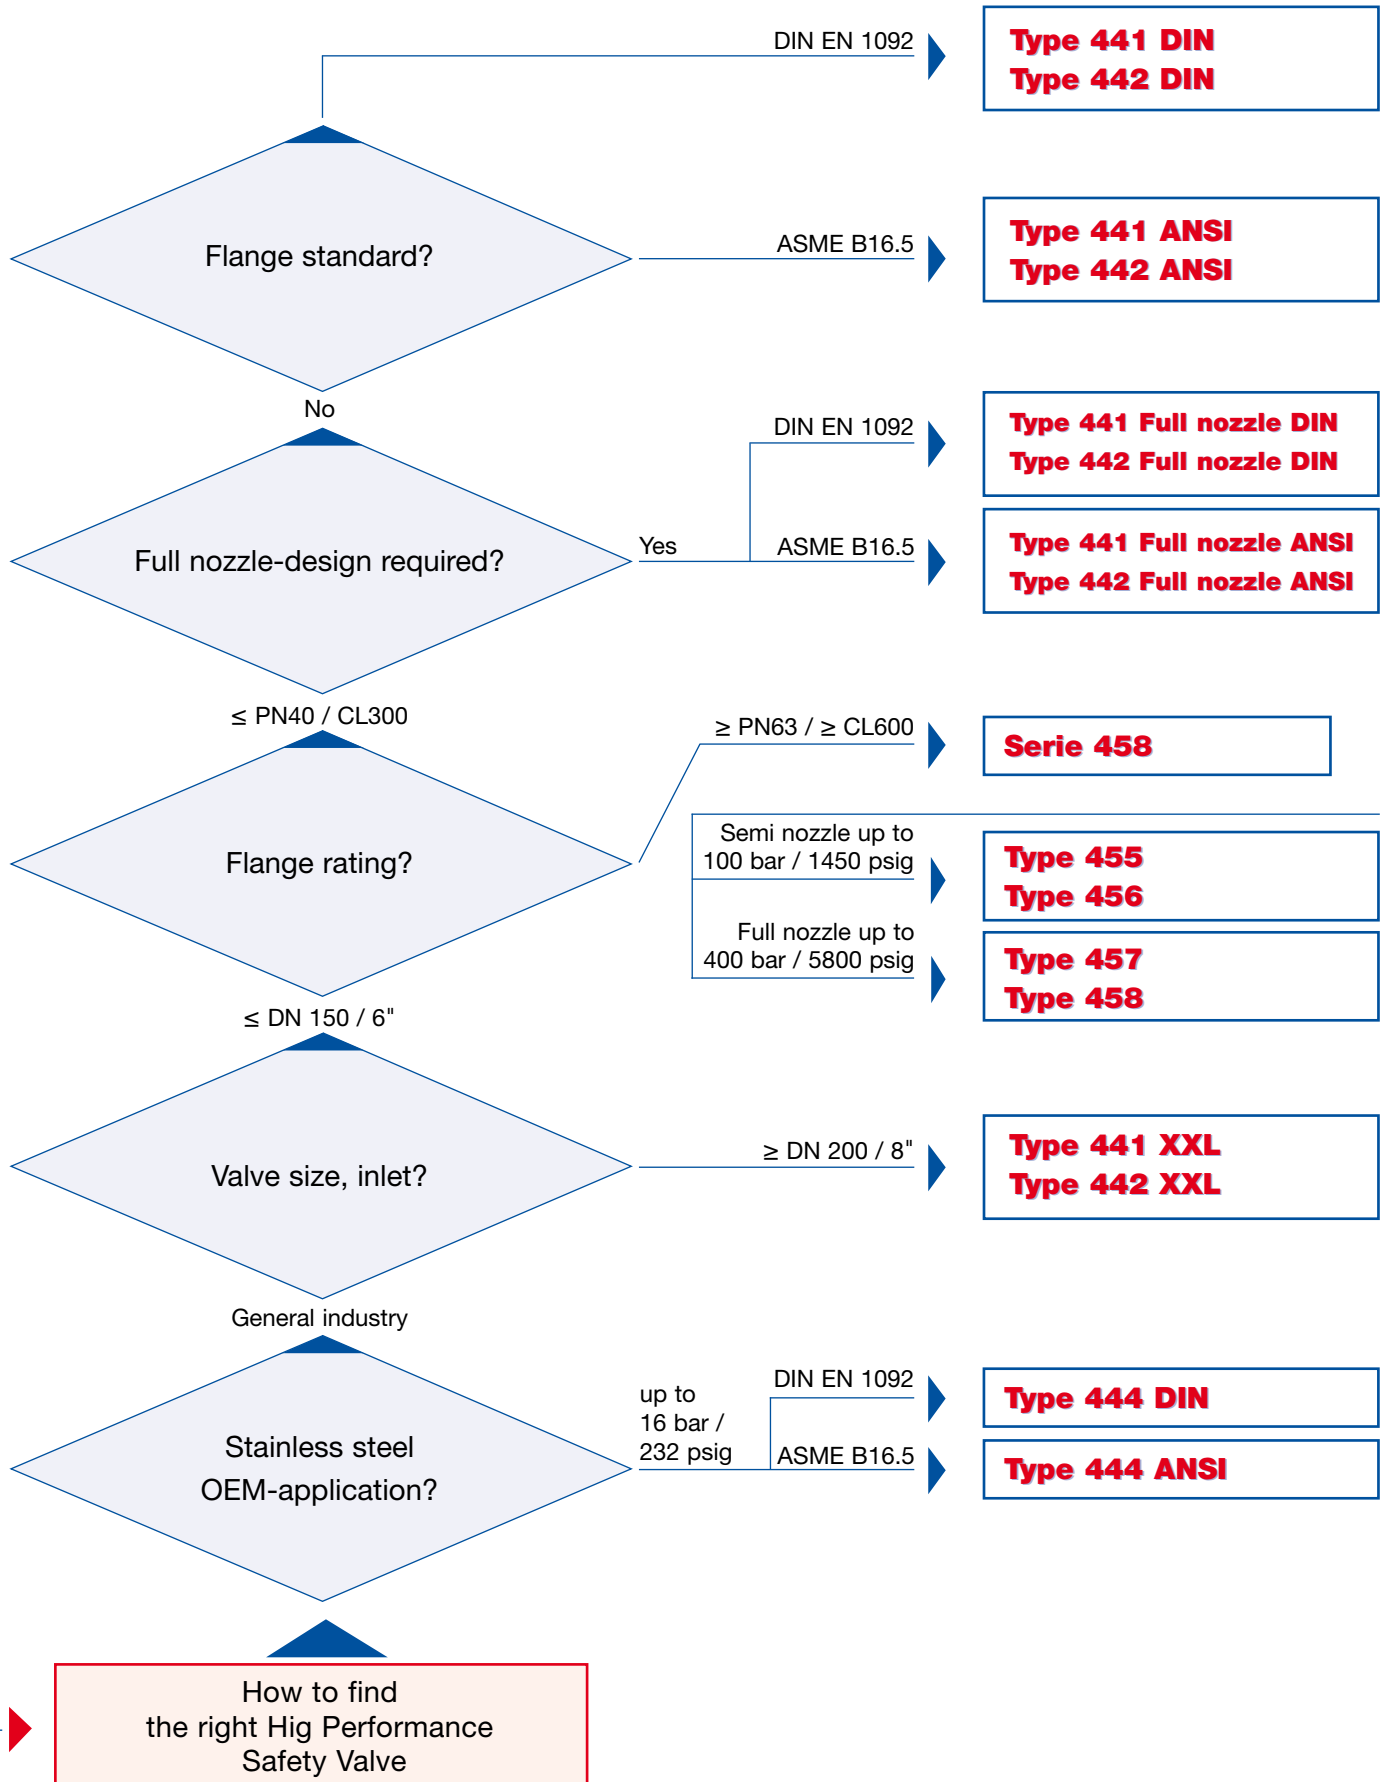 DIN EN 1092
Type 441 DIN
Type 442 DIN
Flange standard?
ASME B16.5
Type 441 ANSI
Type 442 ANSI
No
DIN EN 1092
Type 441 Full nozzle DIN
Type 442 Full nozzle DIN
Full nozzle-design required?
Yes
ASME B16.5
Type 441 Full nozzle ANSI
Type 442 Full nozzle ANSI
≤ PN40 / CL300
≥ PN63 / ≥ CL600
Serie 458
Flange rating?
Semi nozzle up to
100 bar / 1450 psig
Type 455
Type 456
Full nozzle up to
400 bar / 5800 psig
Type 457
Type 458
≤ DN 150 / 6"
Valve size, inlet?
≥ DN 200 / 8"
Type 441 XXL
Type 442 XXL
General industry
Stainless steel
OEM-application?
up to
16 bar /
232 psig
DIN EN 1092
Type 444 DIN
ASME B16.5
Type 444 ANSI
How to find
the right Hig Performance
Safety Valve